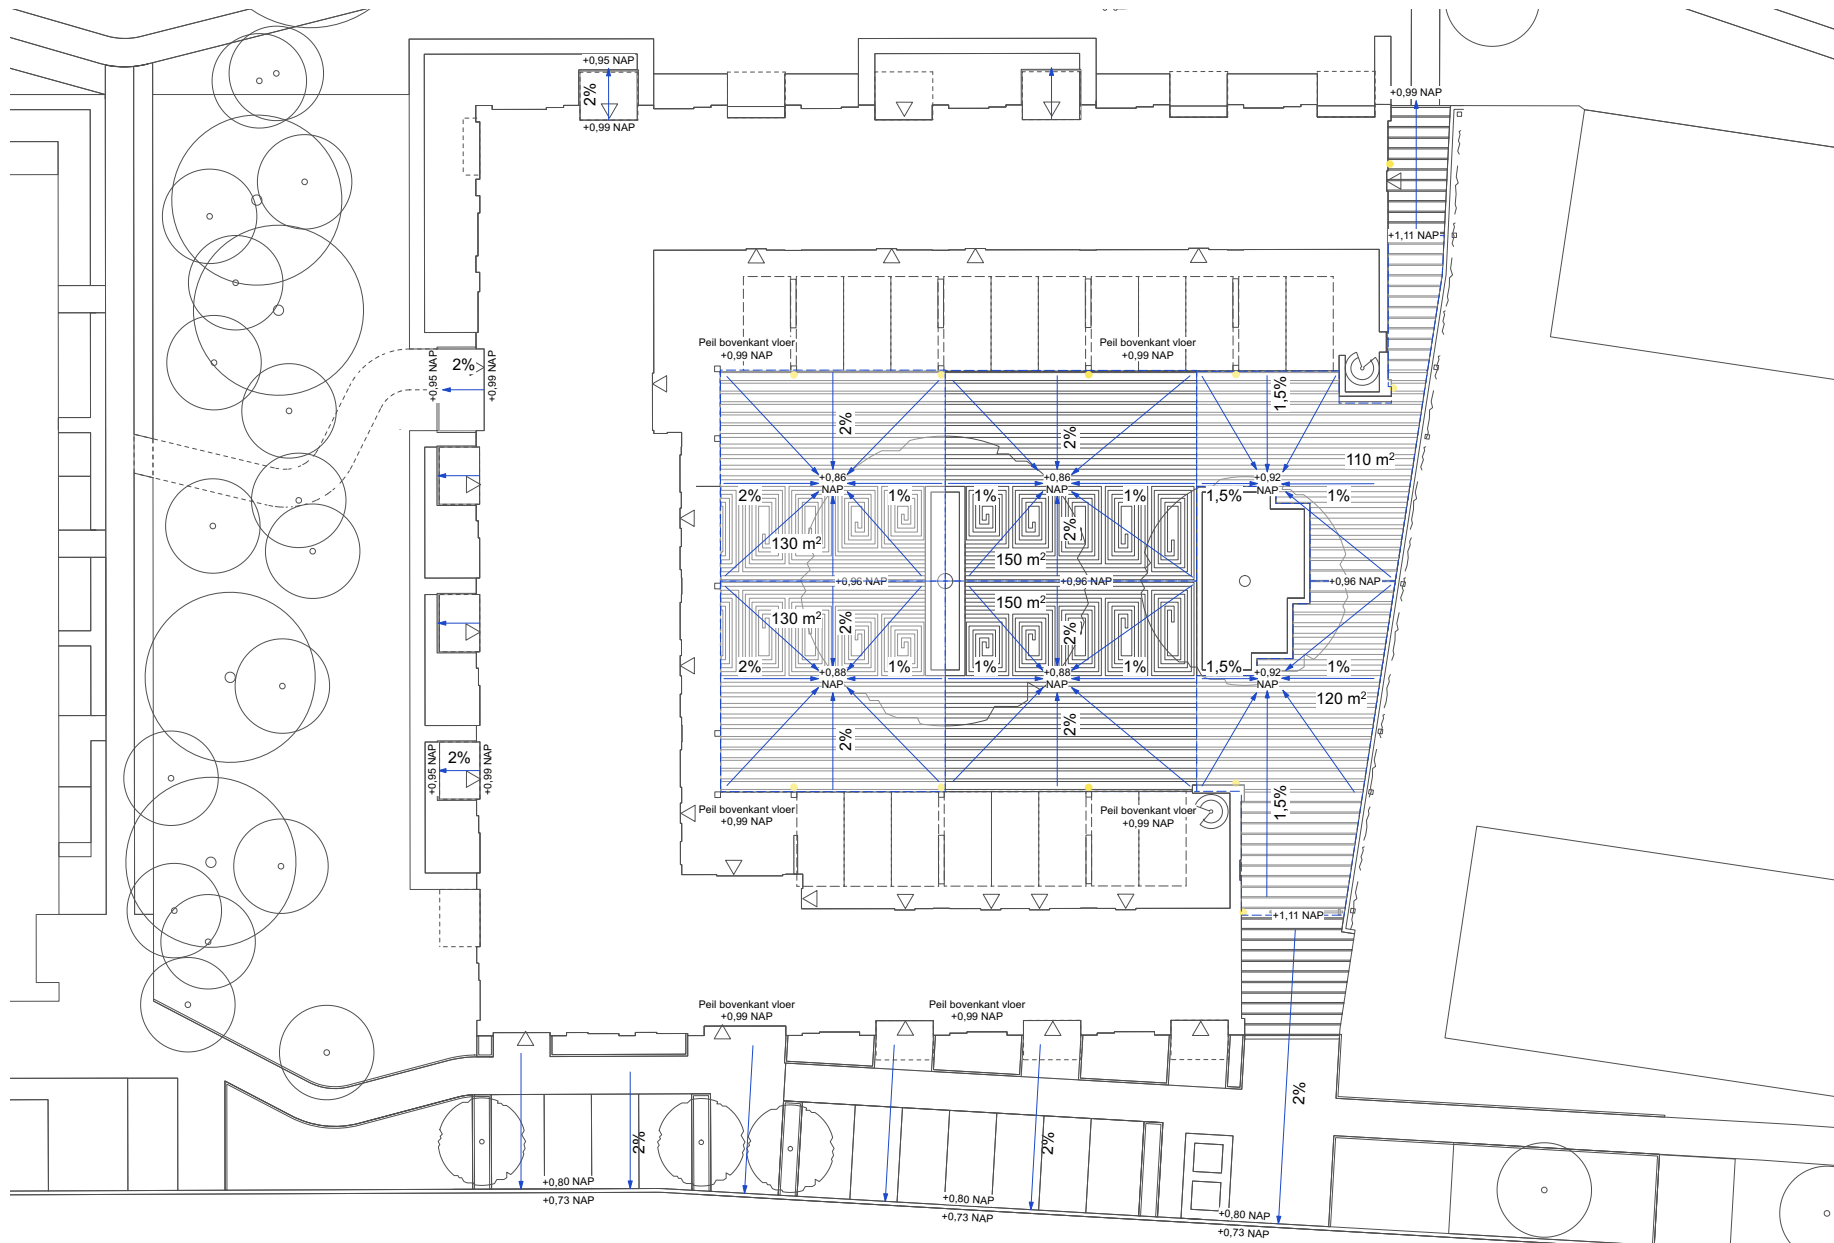 +0,95 NAP
2%
+0,99 NAP
+0,99 NAP
+1,11 NAP
Peil bovenkant vloer
+0,99 NAP
Peil bovenkant vloer
+0,99 NAP
+0,95 NAP
2%
+0,99 NAP
2%
2%
1,5%
110 m²
+0,86
NAP
+0,86
NAP
+0,92
NAP
2%
1%
1%
1%
1,5%
1%
2%
130 m²
150 m²
+0,96 NAP
+0,96 NAP
+0,96 NAP
130 m²
150 m²
2%
2%
2%
1%
1%
1%
1,5%
1%
+0,88
NAP
+0,88
NAP
+0,92
NAP
120 m²
2%
2%
1,5%
+0,95 NAP
2%
+0,99 NAP
Peil bovenkant vloer
+0,99 NAP
Peil bovenkant vloer
+0,99 NAP
+1,11 NAP
Peil bovenkant vloer
+0,99 NAP
Peil bovenkant vloer
+0,99 NAP
2%
2%
2%
+0,80 NAP
+0,73 NAP
+0,80 NAP
+0,73 NAP
+0,80 NAP
+0,73 NAP